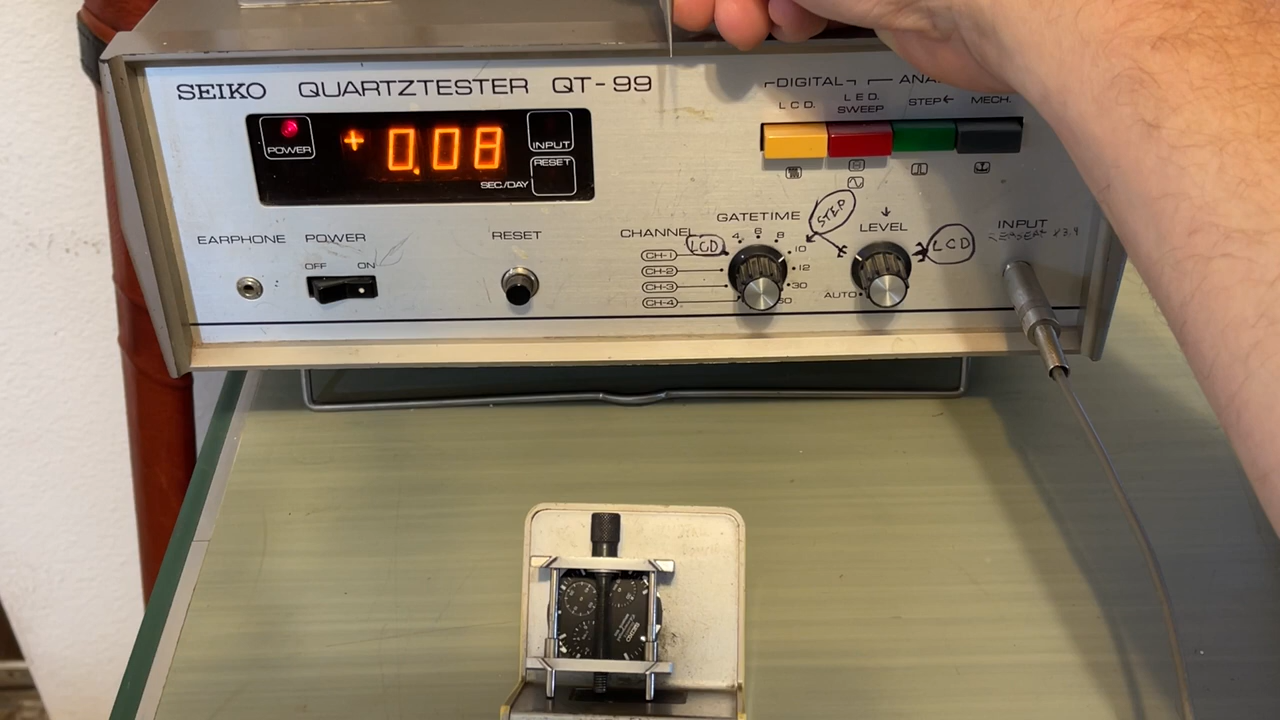 SEIKO QUARTZTESTER QT-99
DIGITAL ANA
L C D. L E D. SWEEP STEP← MECH.
POWER + 0.08 INPUT
RESET
SEC/DAY
EARPHONE POWER RESET
OFF ON
CHANNEL GATETIME LEVEL INPUT
LCD STEP LCD
4 6 8 10 12 30 60
CH-1
CH-2
CH-3
CH-4
AUTO